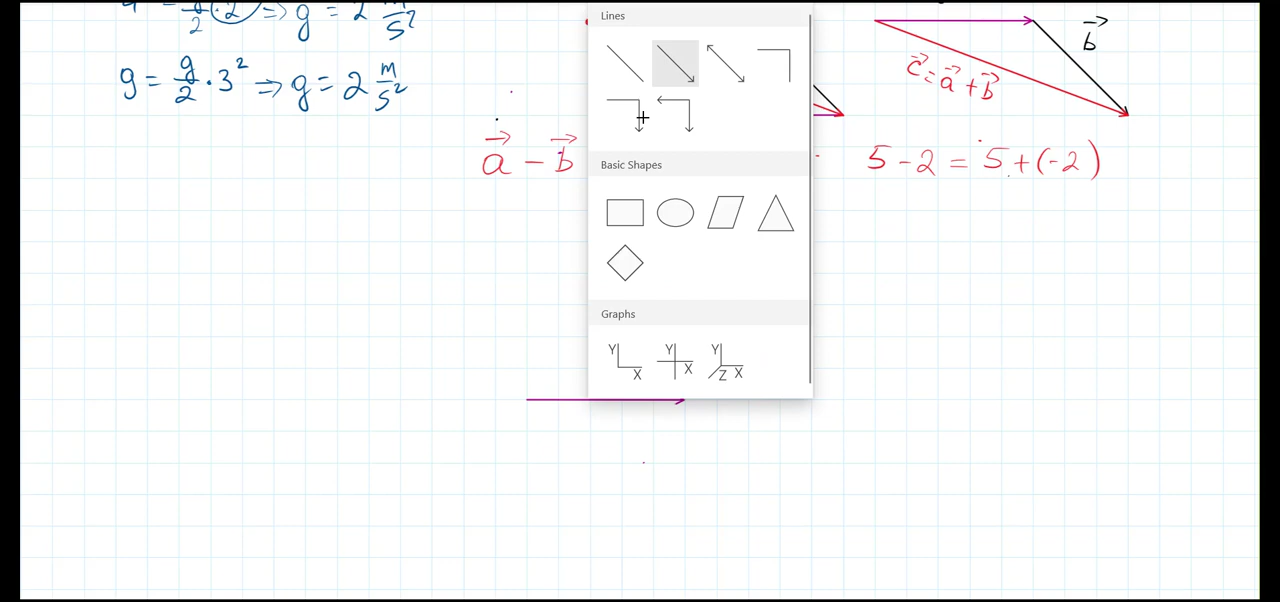 g = g/2 · 3² ⇒ g = 2 m/s²
a⃗ − b⃗
Lines
Basic Shapes
Graphs
Y X
Y X
Y Z X
b⃗
c⃗ = a⃗ + b⃗
5 − 2 = 5 + (−2)